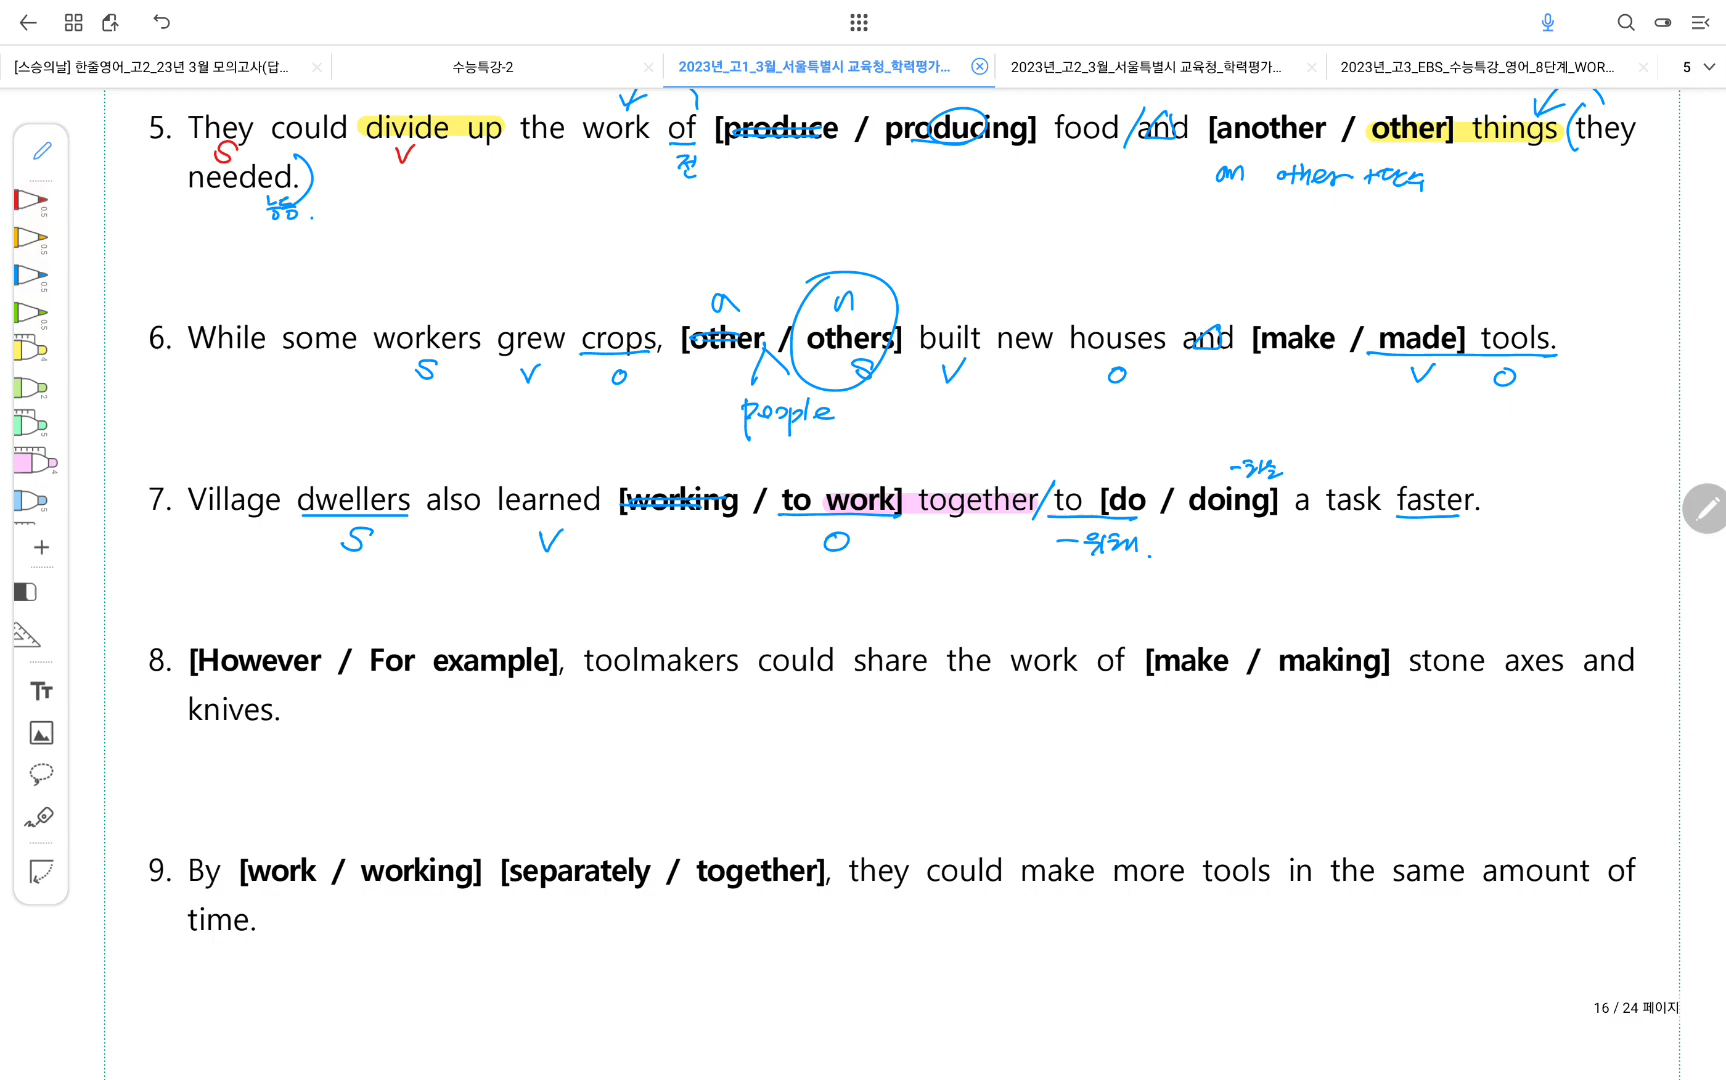 [스승의날] 한줄영어_고2_23년 3월 모의고사(답...
수능특강-2
2023년_고1_3월_서울특별시 교육청_학력평가...
2023년_고2_3월_서울특별시 교육청_학력평가...
2023년_고3_EBS_수능특강_영어_8단계_WOR...
5
5. They could divide up the work of [produce / producing] food and [another / other] things (they
S V 전 an other +
needed.)
능동.
a n
6. While some workers grew crops, [other / others] built new houses and [make / made] tools.
S V O S V O V O
people
7. Village dwellers also learned [working / to work] together / to [do / doing] a task faster.
S V O -위해.
8. [However / For example], toolmakers could share the work of [make / making] stone axes and
knives.
9. By [work / working] [separately / together], they could make more tools in the same amount of
time.
16 / 24 페이지
Tт